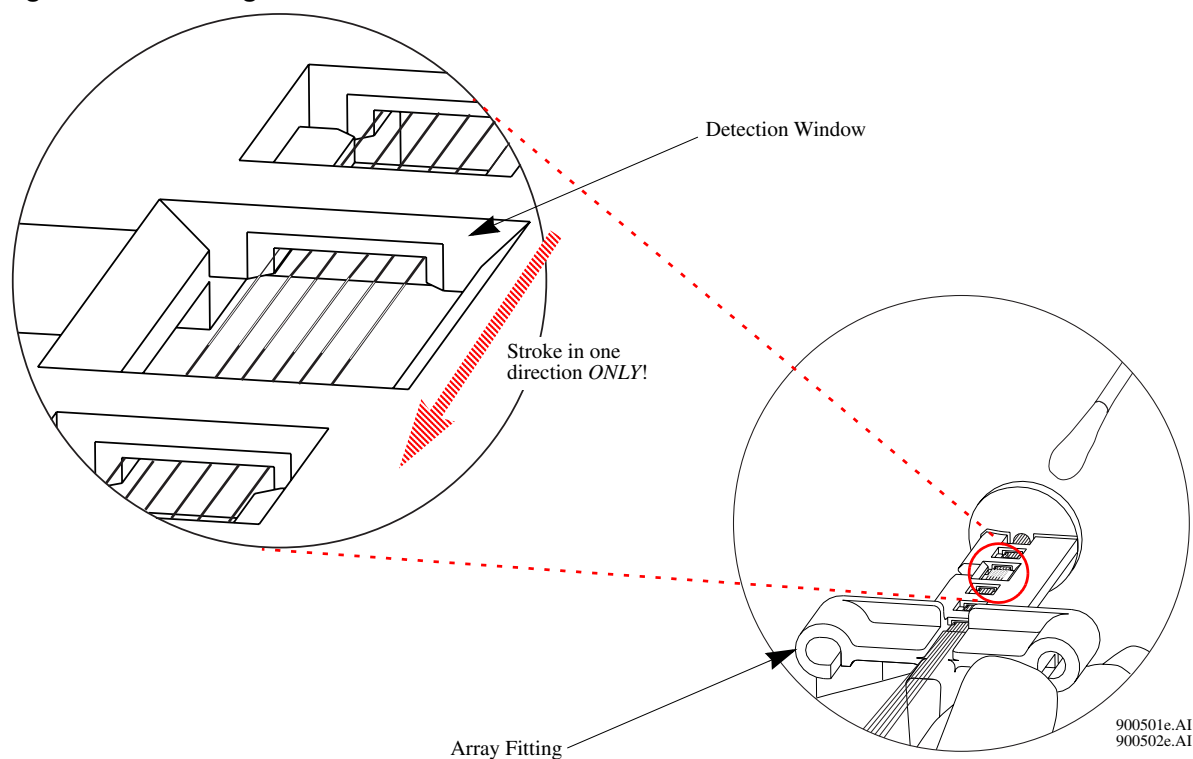 Detection Window
Stroke in one
direction ONLY!
Array Fitting
900501e.AI
900502e.AI